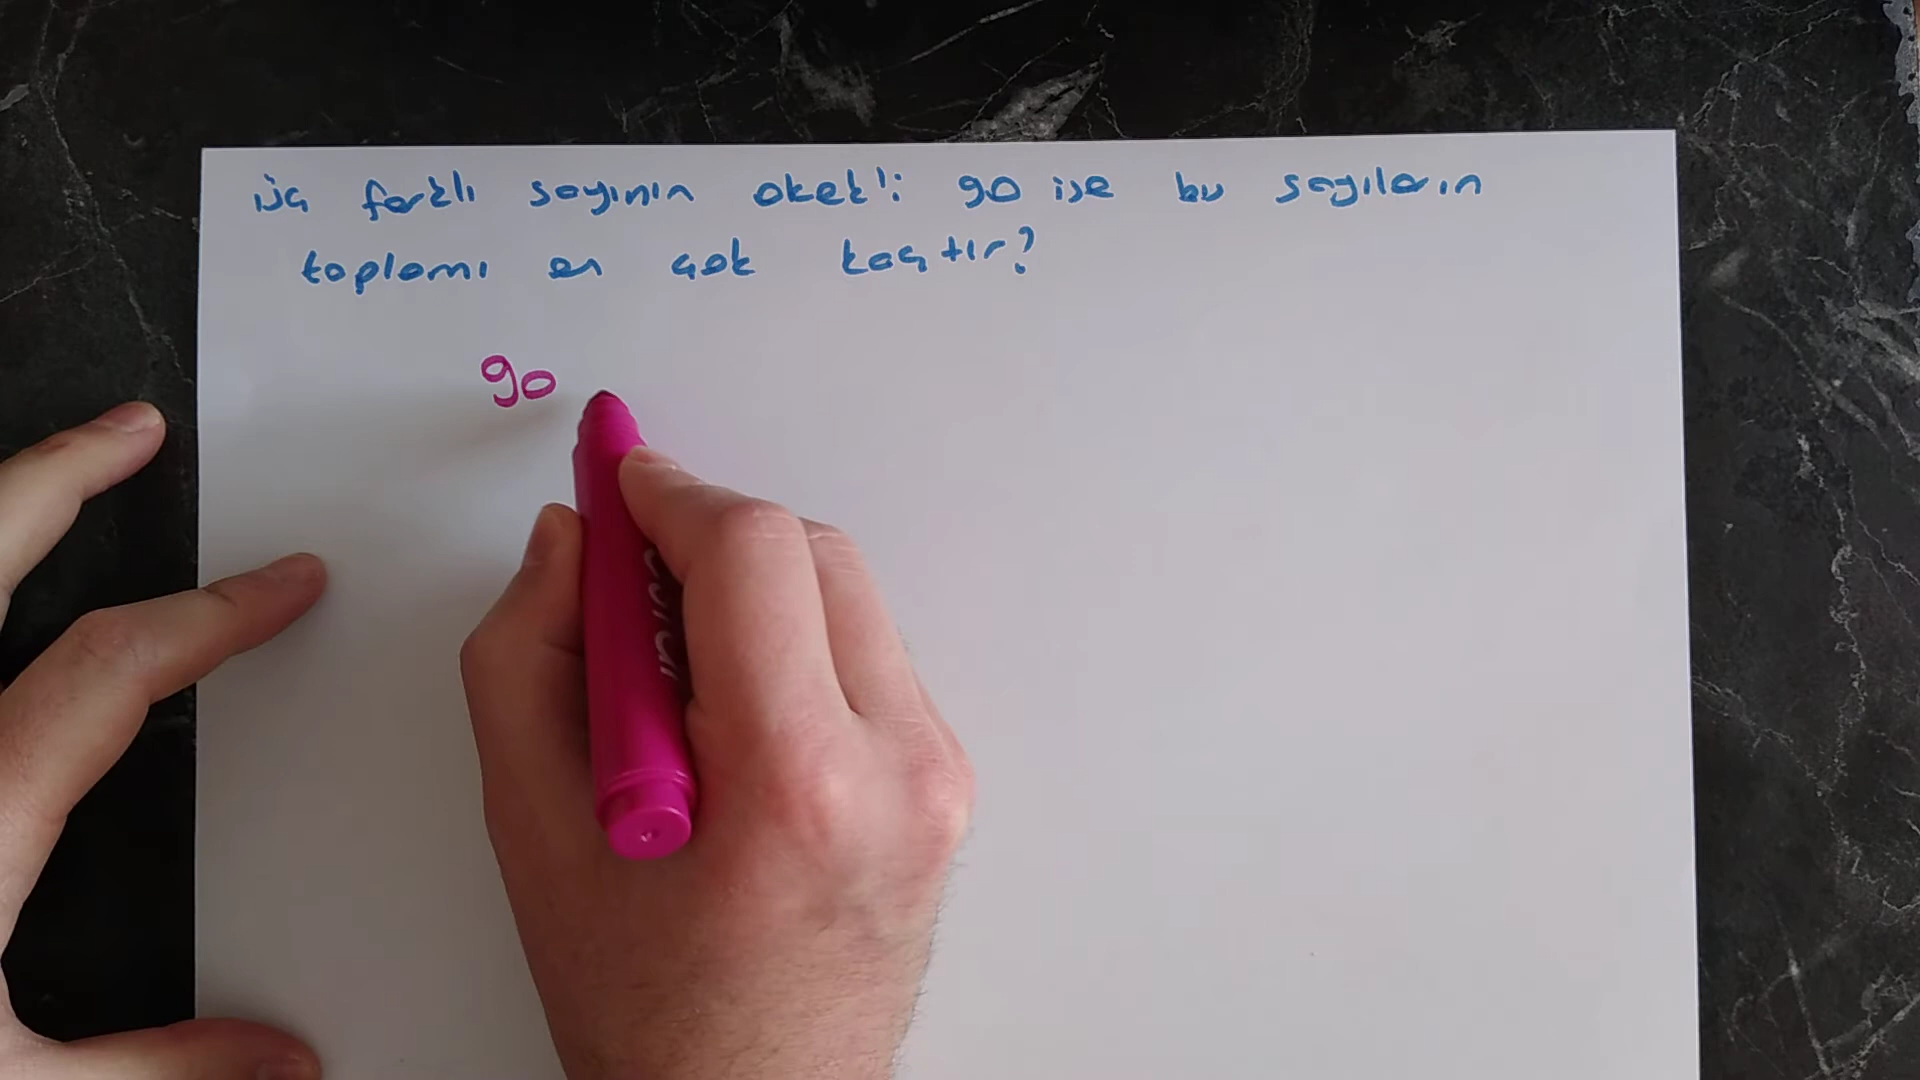 üç farklı sayının okek'i 90 ise bu sayıların
toplamı en çok kaçtır?
90